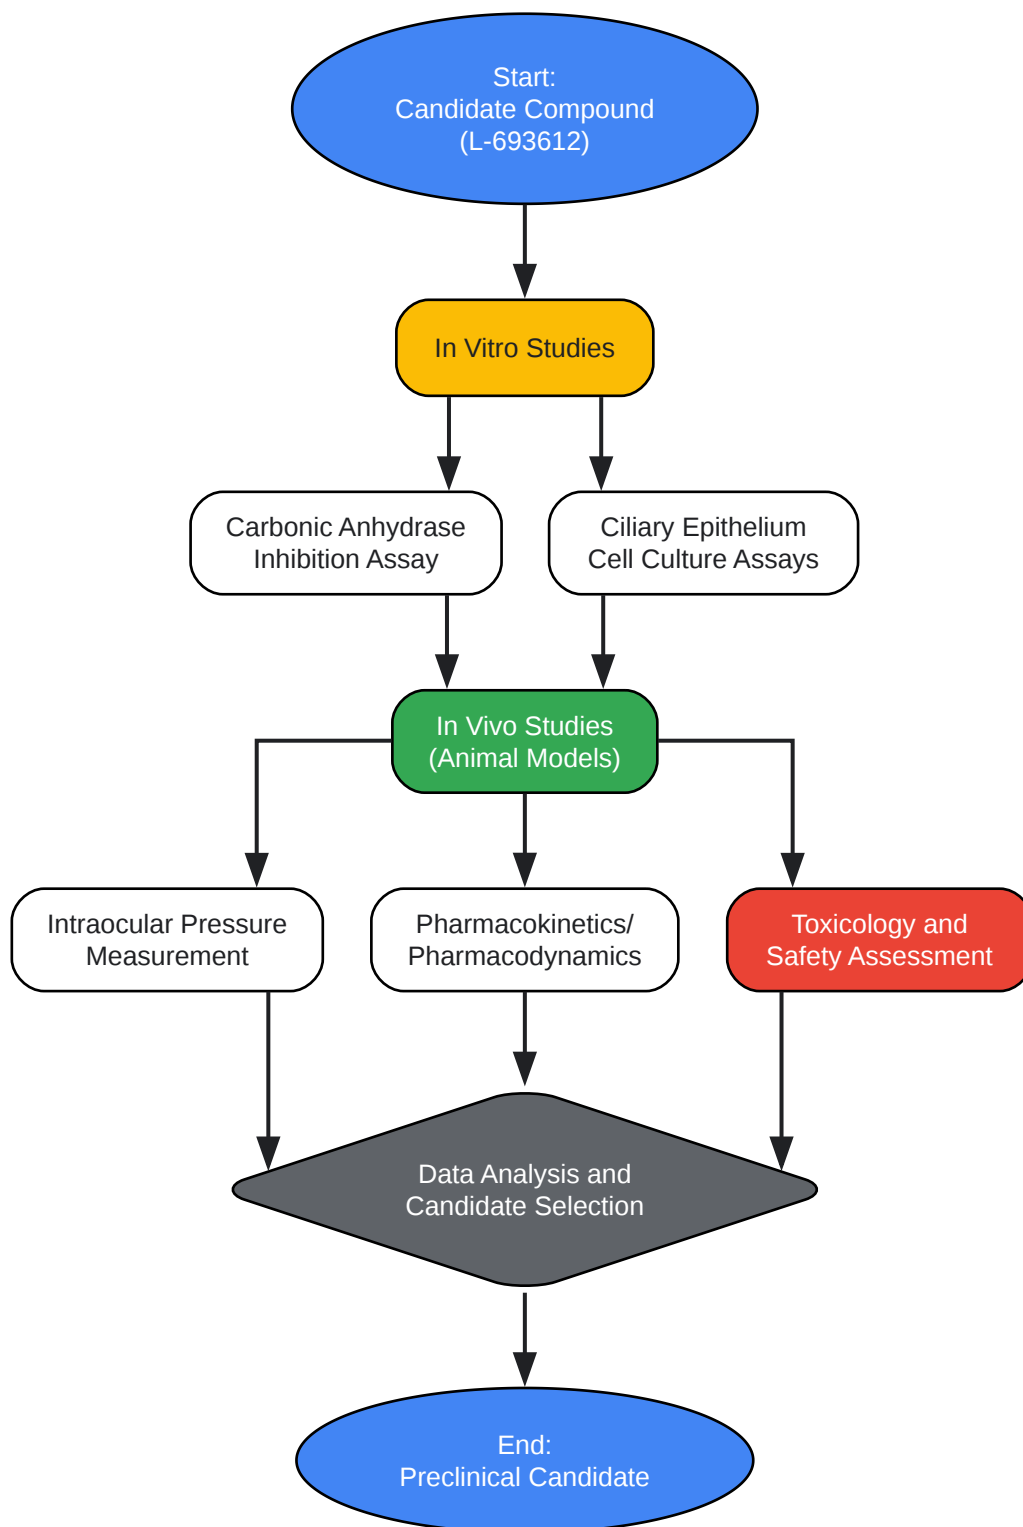 Start:
Candidate Compound
(L-693612)
In Vitro Studies
Carbonic Anhydrase
Inhibition Assay
Ciliary Epithelium
Cell Culture Assays
In Vivo Studies
(Animal Models)
Intraocular Pressure
Measurement
Pharmacokinetics/
Pharmacodynamics
Toxicology and
Safety Assessment
Data Analysis and
Candidate Selection
End:
Preclinical Candidate